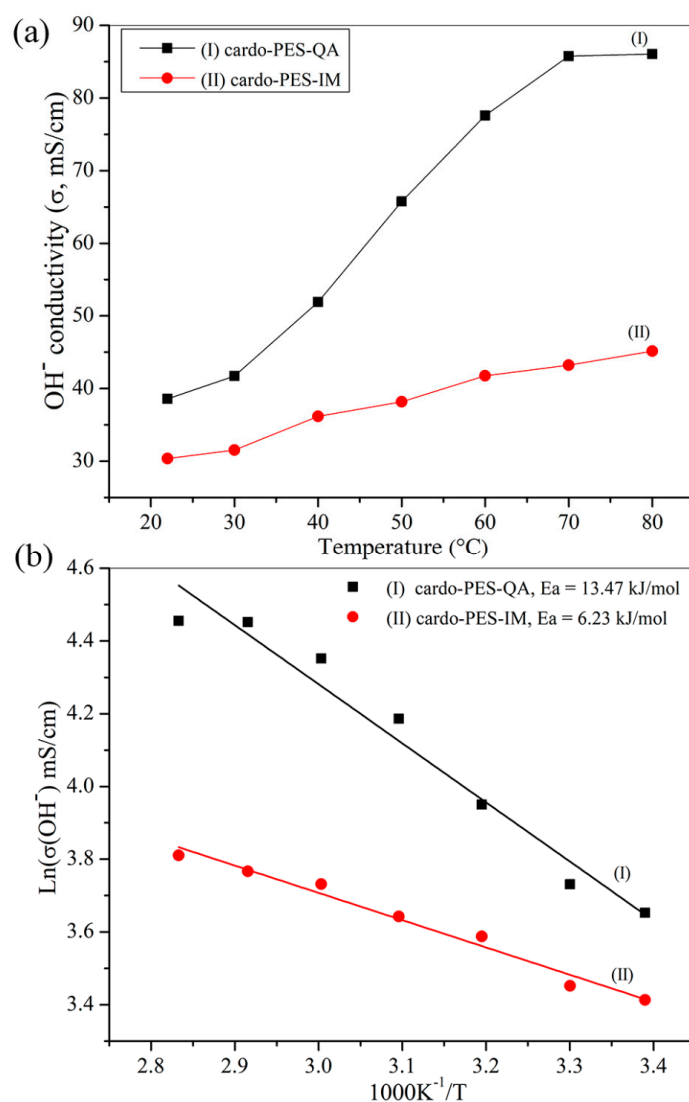 (a)
(I) cardo-PES-QA
(II) cardo-PES-IM
(I)
(II)
OH⁻ conductivity (σ, mS/cm)
90
80
70
60
50
40
30
20 30 40 50 60 70 80
Temperature (°C)
(b)
(I) cardo-PES-QA, Ea = 13.47 kJ/mol
(II) cardo-PES-IM, Ea = 6.23 kJ/mol
(I)
(II)
Ln(σ(OH⁻) mS/cm)
4.6
4.4
4.2
4.0
3.8
3.6
3.4
2.8 2.9 3.0 3.1 3.2 3.3 3.4
1000K⁻¹/T